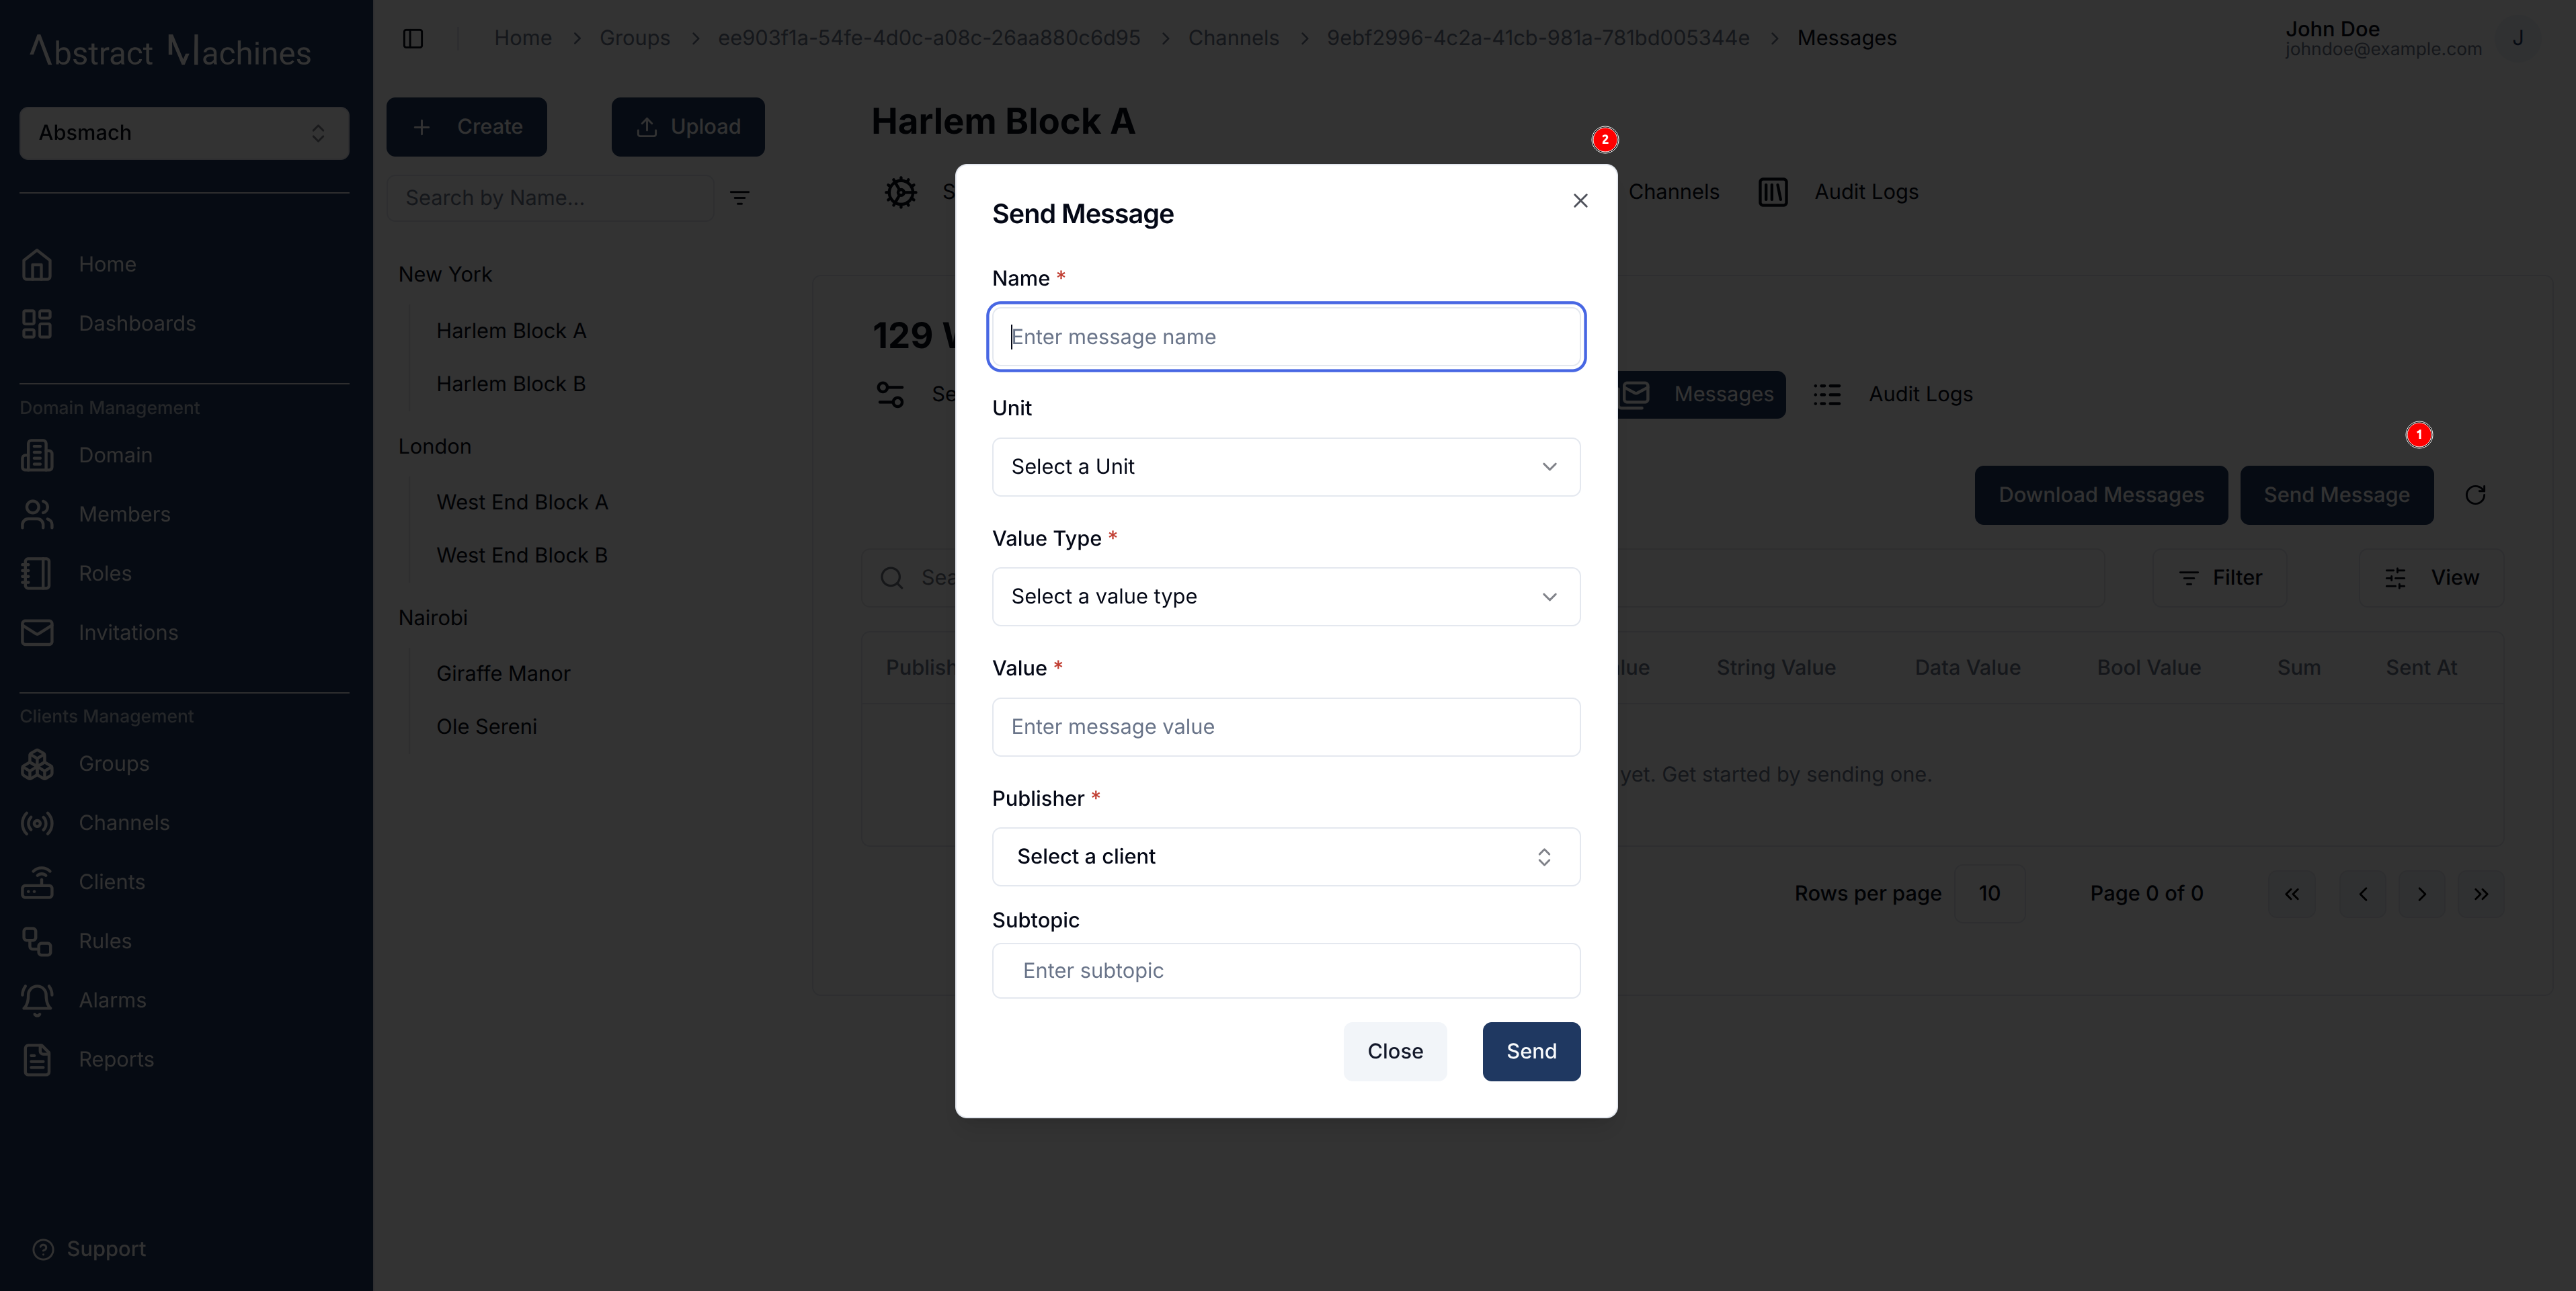 Abstract Machines
Absmach
Home
Dashboards
Domain Management
Domain
Members
Roles
Invitations
Clients Management
Groups
Channels
Clients
Rules
Alarms
Reports
Support
Home > Groups > ee903f1a-54fe-4d0c-a08c-26aa880c6d95 > Channels > 9ebf2996-4c2a-41cb-981a-781bd005344e > Messages
John Doe
johndoe@example.com
J
Create
Upload
Search by Name...
New York
Harlem Block A
Harlem Block B
London
West End Block A
West End Block B
Nairobi
Giraffe Manor
Ole Sereni
Harlem Block A
Channels
Audit Logs
129
Messages
Audit Logs
1
Download Messages
Send Message
Filter
View
String Value
Data Value
Bool Value
Sum
Sent At
yet. Get started by sending one.
Rows per page
10
Page 0 of 0
2
Send Message
Name *
Enter message name
Unit
Select a Unit
Value Type *
Select a value type
Value *
Enter message value
Publisher *
Select a client
Subtopic
Enter subtopic
Close
Send